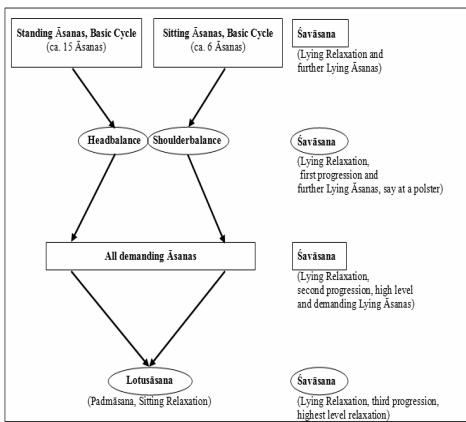 Standing Āsanas, Basic Cycle
(ca. 15 Āsanas)
Sitting Āsanas, Basic Cycle
(ca. 6 Āsanas)
Śavāsana
(Lying Relaxation and
further Lying Āsanas)
Headbalance
Shoulderbalance
Śavāsana
(Lying Relaxation,
first progression and
further Lying Āsanas, say at a polster)
All demanding Āsanas
Śavāsana
(Lying Relaxation,
second progression, high level
and demanding Lying Āsanas)
Lotusāsana
(Padmāsana, Sitting Relaxation)
Śavāsana
(Lying Relaxation, third progression,
highest level relaxation)